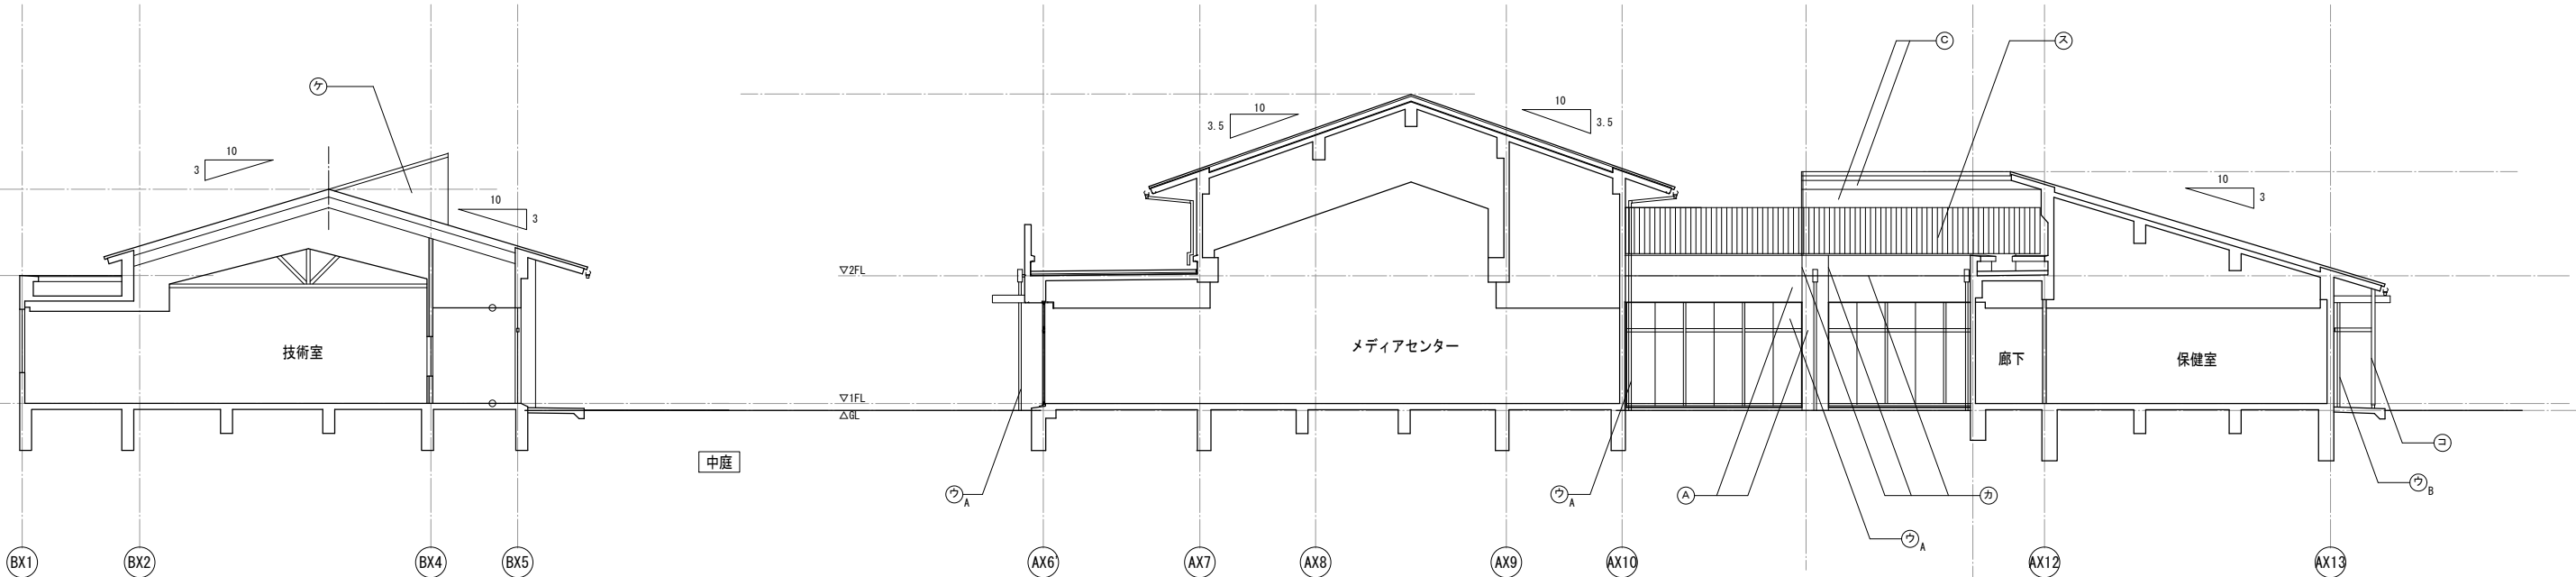 Ⓒ
ス
ケ
10
3.5
10
3.5
10
3
10
3
10
3
▽2FL
技術室
メディアセンター
廊下
保健室
▽1FL
△GL
コ
中庭
ウA
ウA
Ⓐ
カ
ウB
ウA
BX1
BX2
BX4
BX5
AX6'
AX7
AX8
AX9
AX10
AX12
AX13